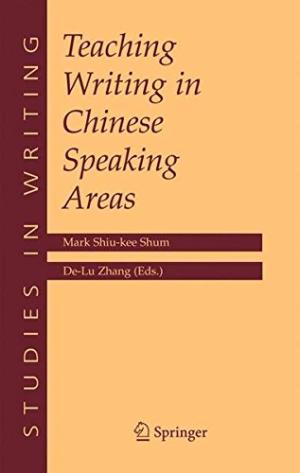 STUDIES IN WRITING
Teaching
Writing in
Chinese
Speaking
Areas
Mark Shiu-kee Shum
De-Lu Zhang (Eds.)
Springer